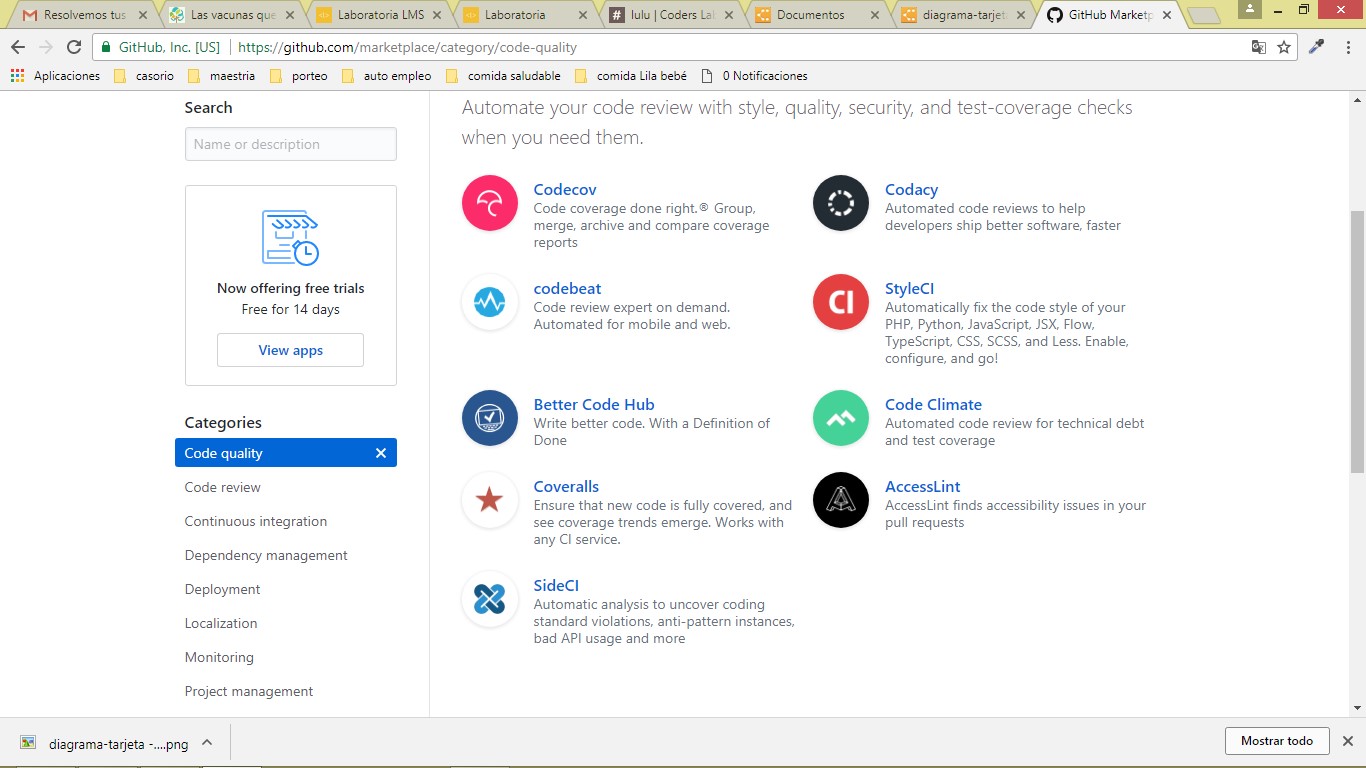 Resolvemos tus
Las vacunas que
Laboratoria LMS
Laboratoria
lulu | Coders La
Documentos
diagrama-tarjet
GitHub Marketp
GitHub, Inc. [US]
https://github.com/marketplace/category/code-quality
Aplicaciones
casorio
maestria
porteo
auto empleo
comida saludable
comida Lila bebé
0 Notificaciones
Search
Name or description
Now offering free trials
Free for 14 days
View apps
Categories
Code quality
Code review
Continuous integration
Dependency management
Deployment
Localization
Monitoring
Project management
Automate your code review with style, quality, security, and test-coverage checks
when you need them.
Codecov
Code coverage done right.® Group,
merge, archive and compare coverage
reports
Codacy
Automated code reviews to help
developers ship better software, faster
codebeat
Code review expert on demand.
Automated for mobile and web.
CI
StyleCI
Automatically fix the code style of your
PHP, Python, JavaScript, JSX, Flow,
TypeScript, CSS, SCSS, and Less. Enable,
configure, and go!
Better Code Hub
Write better code. With a Definition of
Done
Code Climate
Automated code review for technical debt
and test coverage
Coveralls
Ensure that new code is fully covered, and
see coverage trends emerge. Works with
any CI service.
AccessLint
AccessLint finds accessibility issues in your
pull requests
SideCI
Automatic analysis to uncover coding
standard violations, anti-pattern instances,
bad API usage and more
diagrama-tarjeta -....png
Mostrar todo